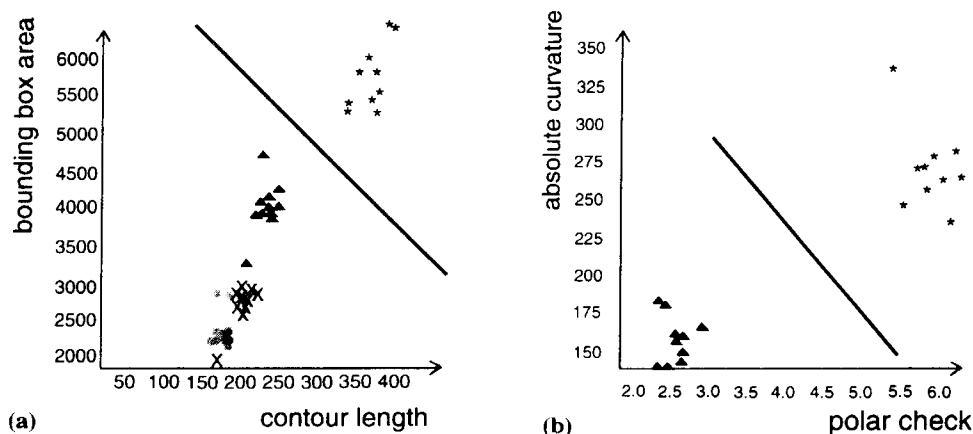 bounding box area
6000
5500
5000
4500
4000
3500
3000
2500
2000
50 100 150 200 250 300 350 400
(a)
contour length
absolute curvature
350
325
300
275
250
225
200
175
150
2.0 2.5 3.0 3.5 4.0 4.5 5.0 5.5 6.0
(b)
polar check